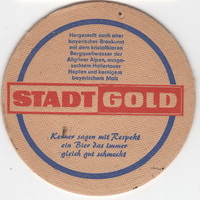 Hergestellt nach alter
bayerischer Braukunst
mit dem kristallklaren
Bergquellwasser der
Allgäuer Alpen, ausge-
suchtem Hallertauer
Hopfen und kernigem
bayerischem Malz
STADT GOLD
Kenner sagen mit Respekt
ein Bier das immer
gleich gut schmeckt